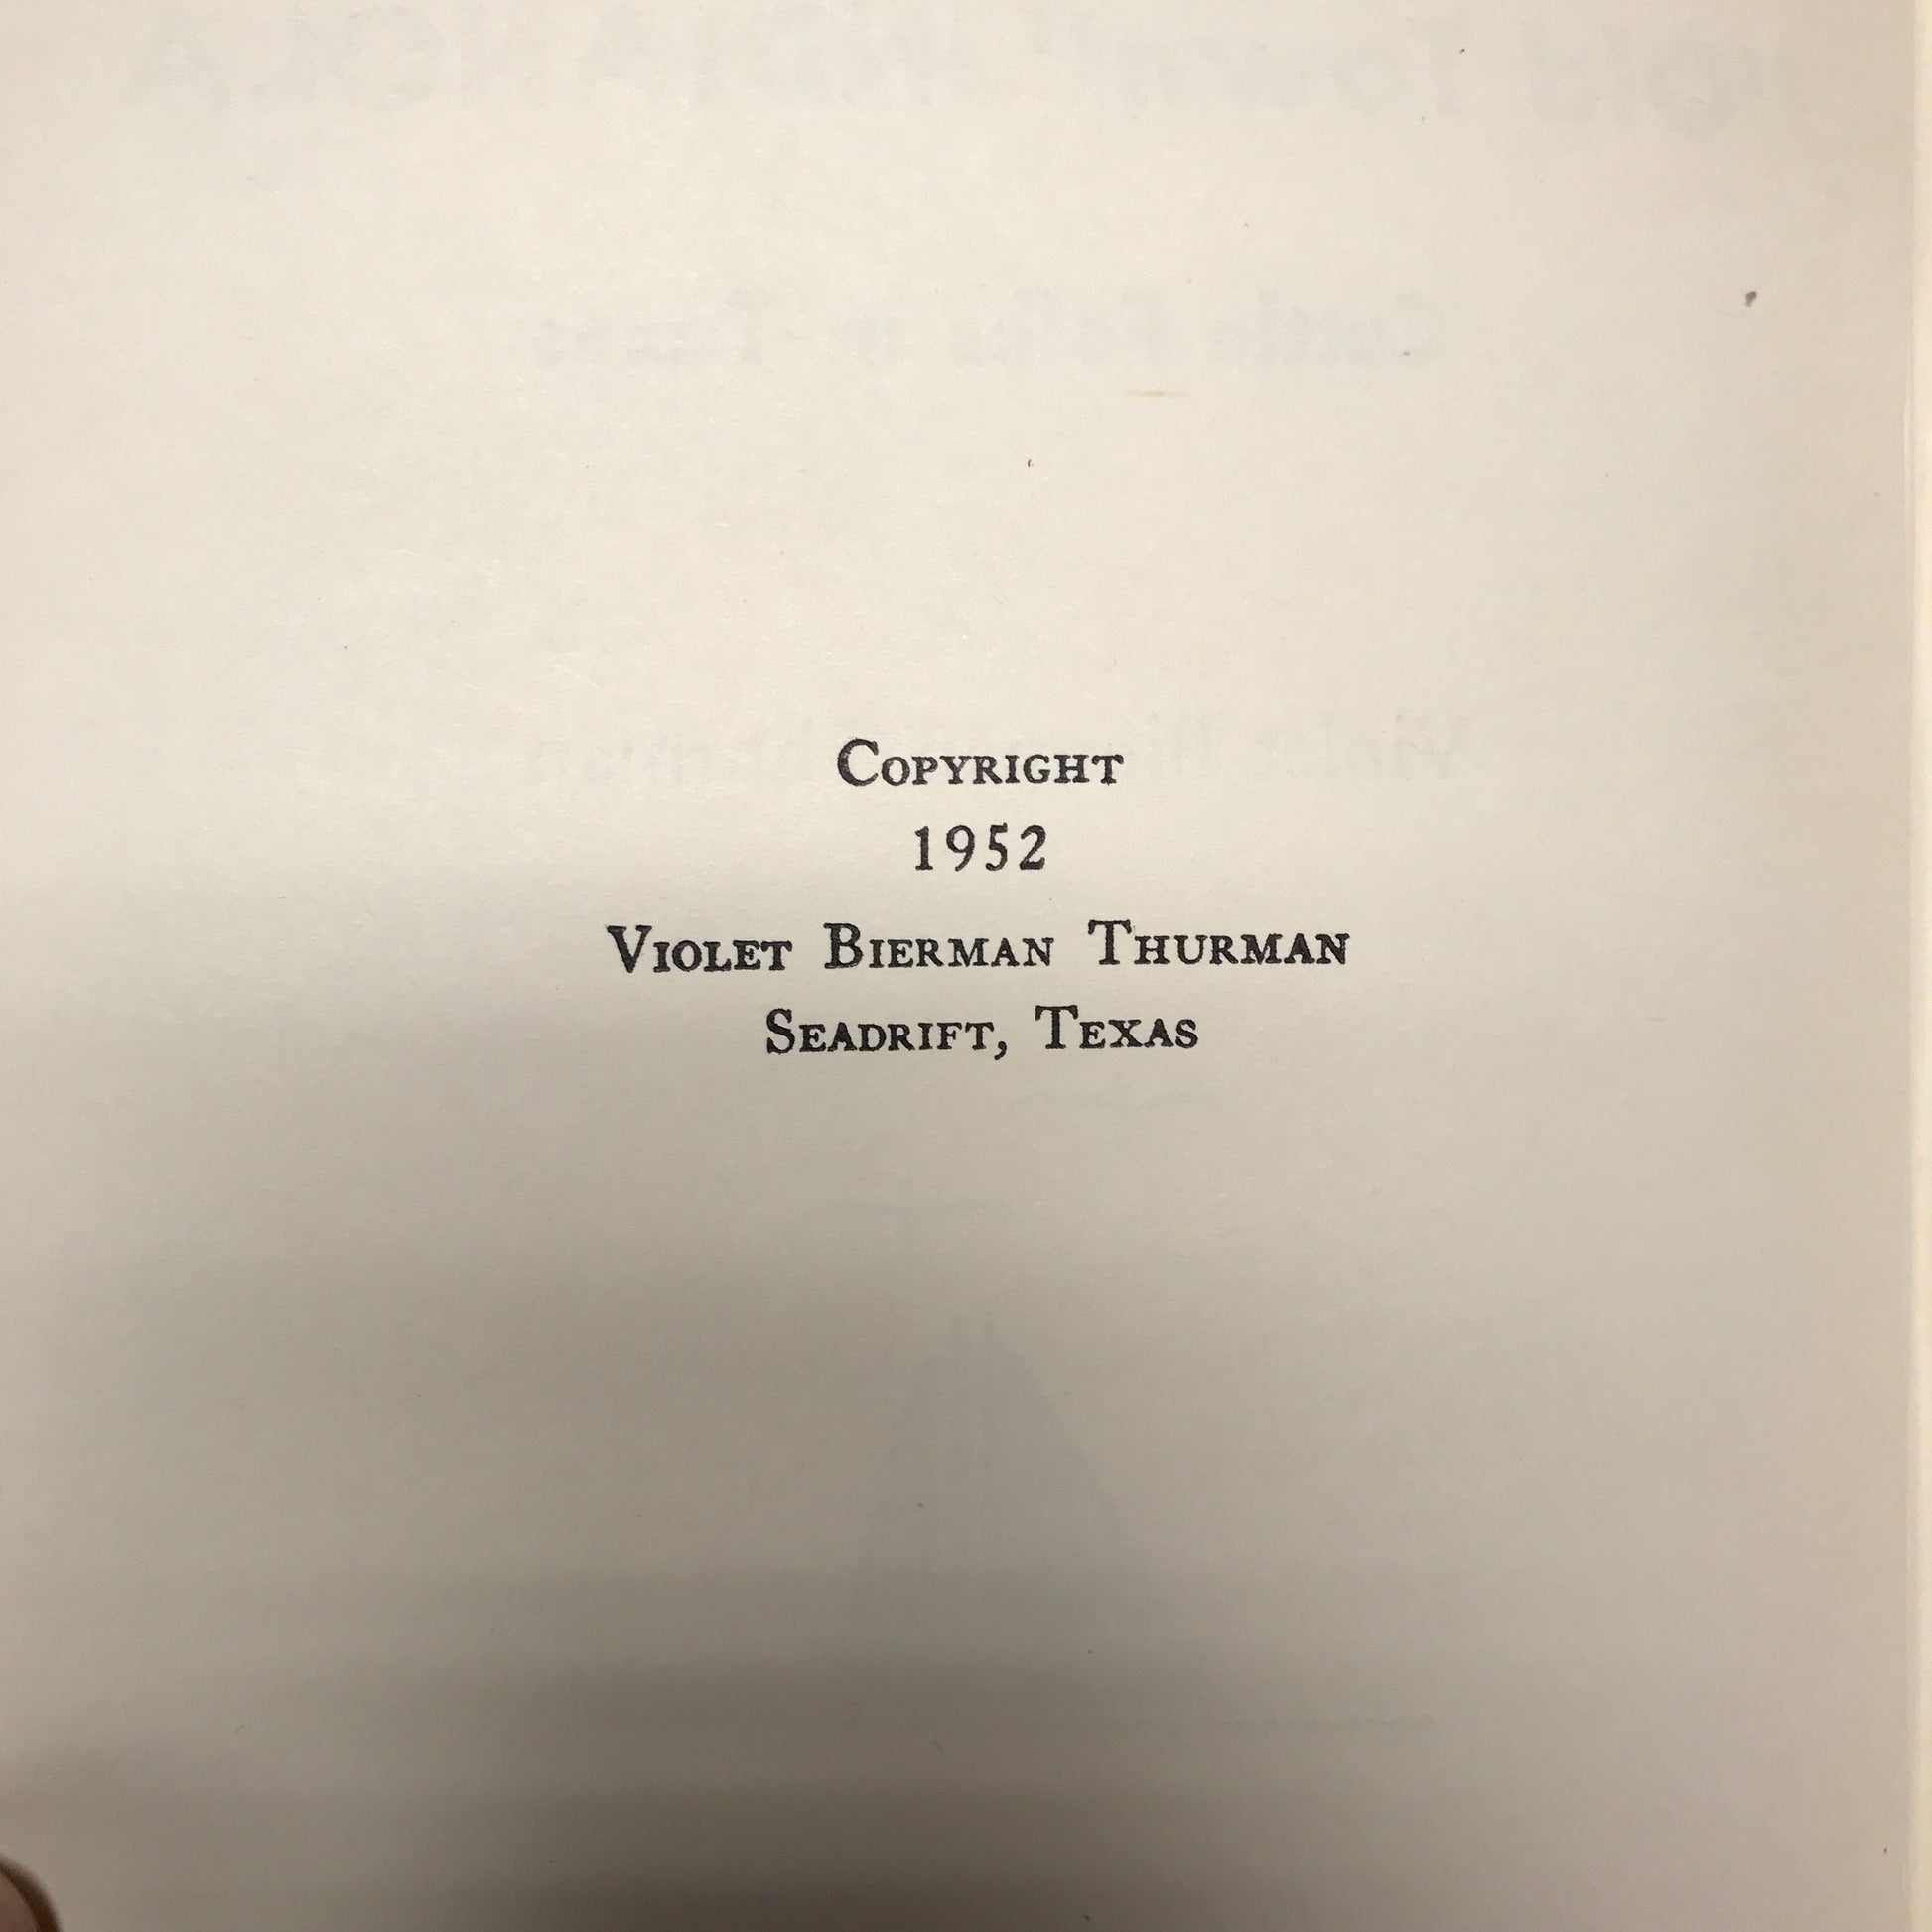 Copyright
1952
Violet Bierman Thurman
Seadrift, Texas